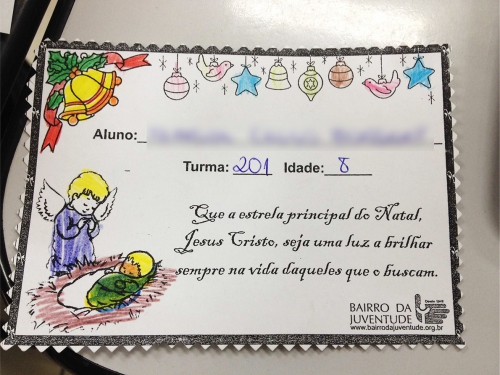 Aluno:
Turma: 201 Idade: 8
Que a estrela principal do Natal,
Jesus Cristo, seja uma luz a brilhar
sempre na vida daqueles que o buscam.
BAIRRO DA
JUVENTUDE
www.bairrodajuventude.org.br